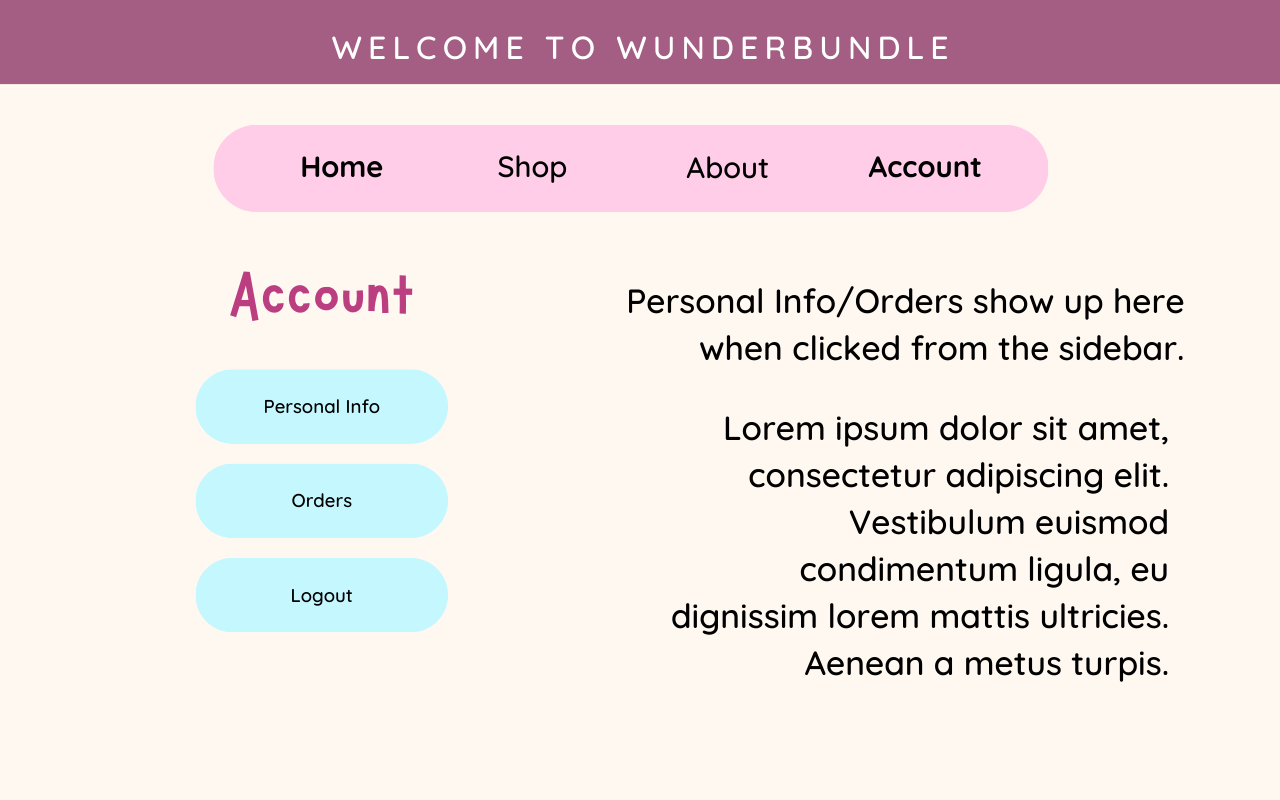 WELCOME TO WUNDERBUNDLE
Home Shop About Account
Account
Personal Info
Orders
Logout
Personal Info/Orders show up here
when clicked from the sidebar.
Lorem ipsum dolor sit amet,
consectetur adipiscing elit.
Vestibulum euismod
condimentum ligula, eu
dignissim lorem mattis ultricies.
Aenean a metus turpis.